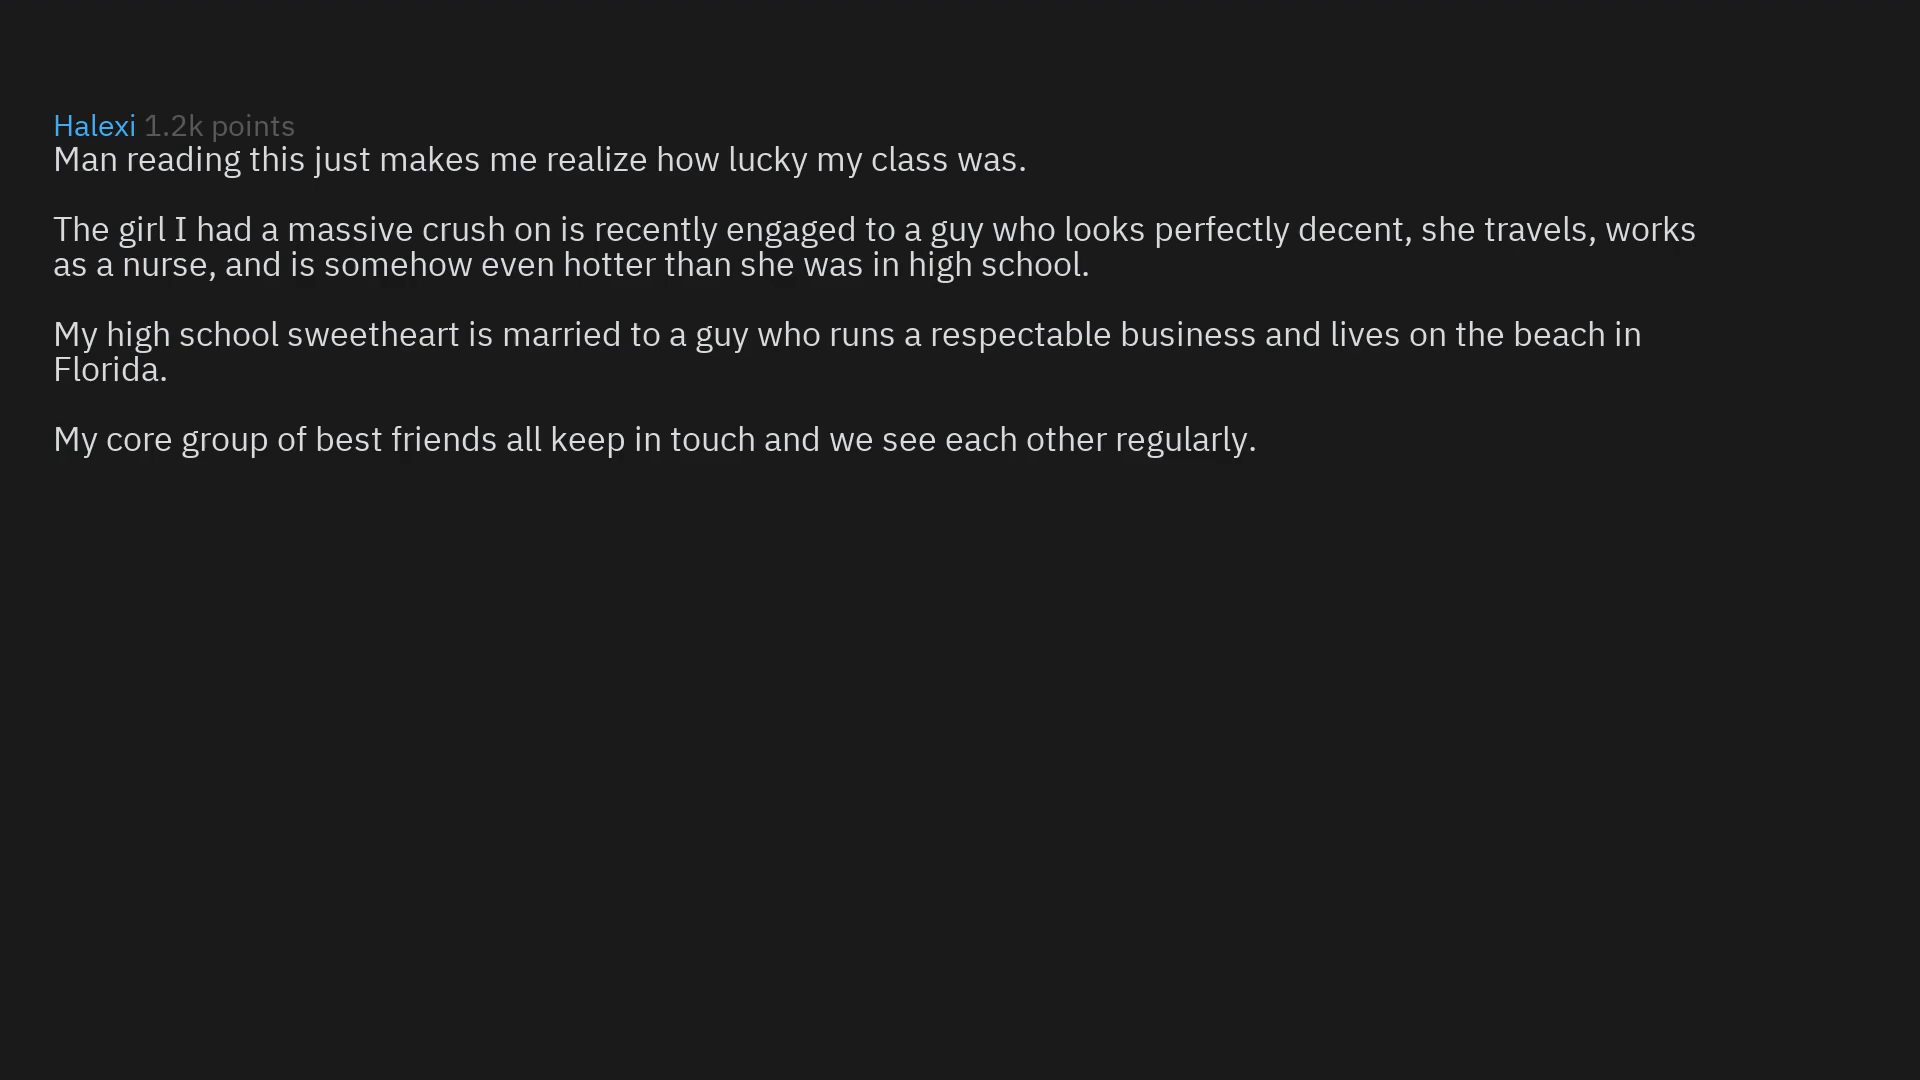 Halexi 1.2k points
Man reading this just makes me realize how lucky my class was.
The girl I had a massive crush on is recently engaged to a guy who looks perfectly decent, she travels, works
as a nurse, and is somehow even hotter than she was in high school.
My high school sweetheart is married to a guy who runs a respectable business and lives on the beach in
Florida.
My core group of best friends all keep in touch and we see each other regularly.